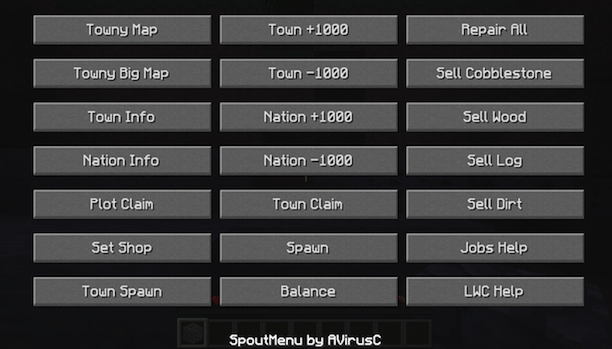 Towny Map Town +1000 Repair All
Towny Big Map Town -1000 Sell Cobblestone
Town Info Nation +1000 Sell Wood
Nation Info Nation -1000 Sell Log
Plot Claim Town Claim Sell Dirt
Set Shop Spawn Jobs Help
Town Spawn Balance LWC Help
SpoutMenu by AVirusC